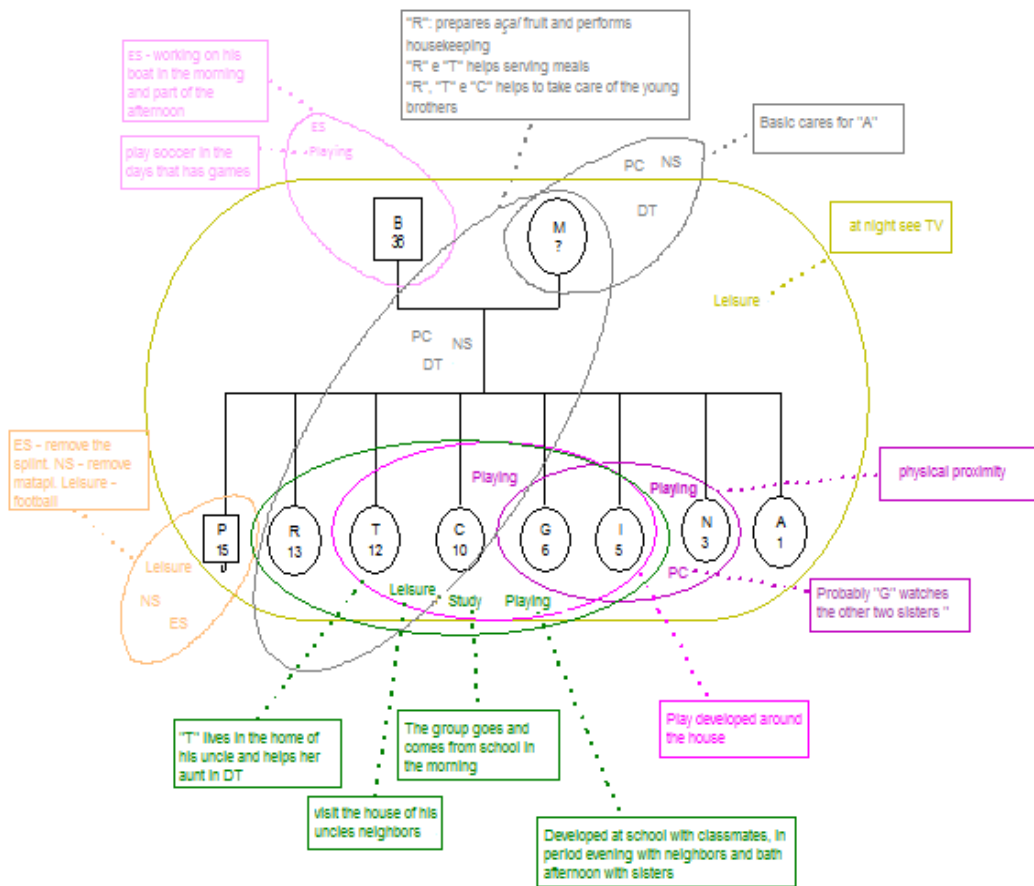 "R": prepares açaí fruit and performs
housekeeping
"R" e "T" helps serving meals
"R", "T" e "C" helps to take care of the young
brothers
ES - working on his
boat in the morning
and part of the
afternoon
play soccer in the
days that has games
ES
Playing
Basic cares for "A"
PC NS
DT
B
36
M
?
at night see TV
Leisure
PC NS
DT
ES - remove the
splint. NS - remove
matapi. Leisure -
football
Playing
Playing
physical proximity
P
15
R
13
T
12
C
10
G
6
I
5
N
3
A
1
Leisure
NS
ES
Leisure
Study
Playing
PC
Probably "G" watches
the other two sisters "
"T" lives in the home of
his uncle and helps her
aunt in DT
The group goes and
comes from school in
the morning
Play developed around
the house
visit the house of his
uncles neighbors
Developed at school with classmates, in
period evening with neighbors and bath
afternoon with sisters